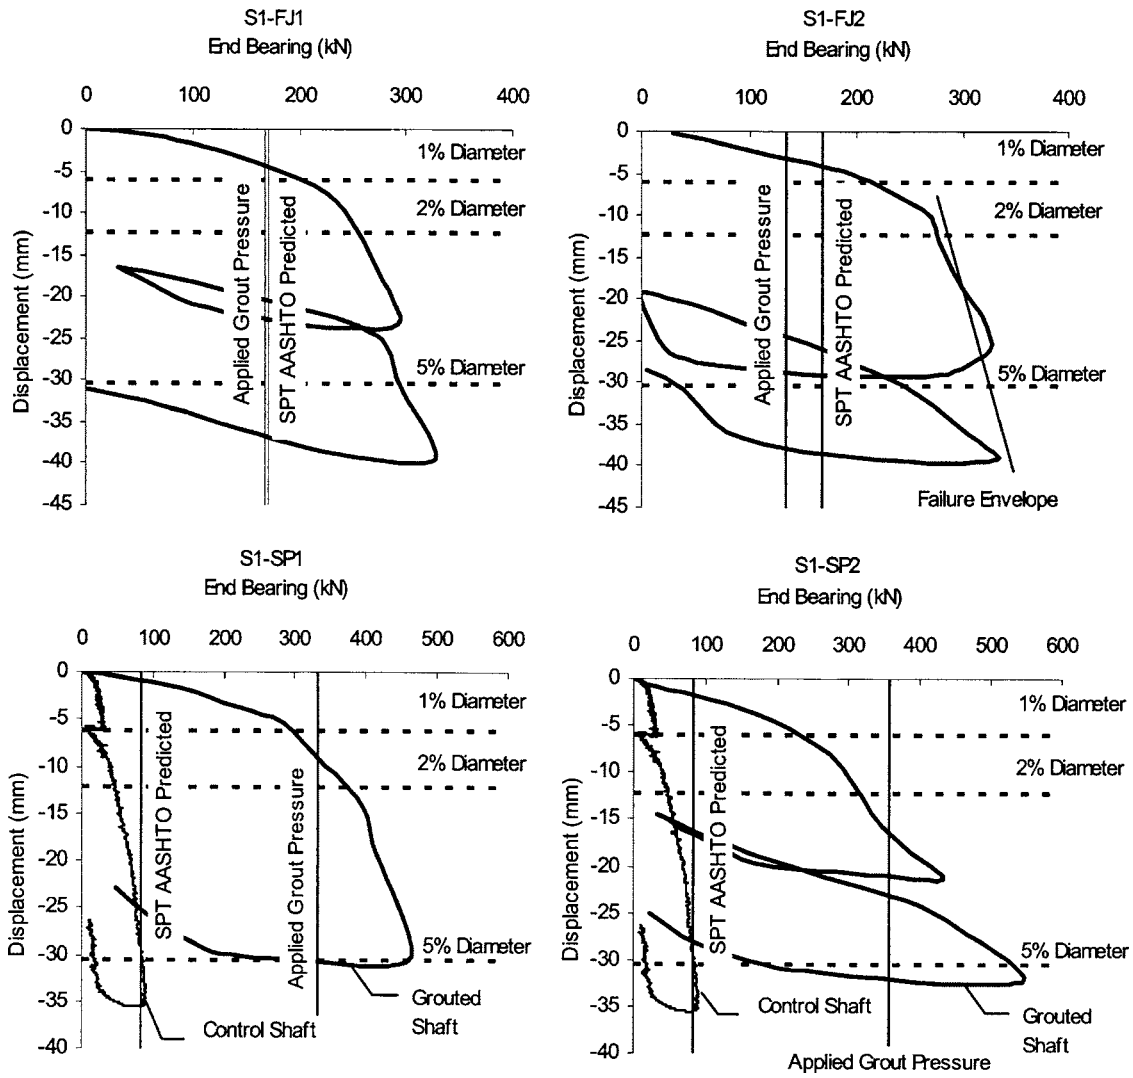 S1-FJ1
End Bearing (kN)
0 100 200 300 400
0
-5
-10
-15
-20
-25
-30
-35
-40
-45
Displacement (mm)
1% Diameter
2% Diameter
5% Diameter
Applied Grout Pressure
SPT AASHTO Predicted
S1-FJ2
End Bearing (kN)
0 100 200 300 400
0
-5
-10
-15
-20
-25
-30
-35
-40
-45
Displacement (mm)
1% Diameter
2% Diameter
5% Diameter
Applied Grout Pressure
SPT AASHTO Predicted
Failure Envelope
S1-SP1
End Bearing (kN)
0 100 200 300 400 500 600
0
-5
-10
-15
-20
-25
-30
-35
-40
Displacement (mm)
1% Diameter
2% Diameter
5% Diameter
SPT AASHTO Predicted
Applied Grout Pressure
Control Shaft
Grouted
Shaft
S1-SP2
End Bearing (kN)
0 100 200 300 400 500 600
0
-5
-10
-15
-20
-25
-30
-35
-40
Displacement (mm)
1% Diameter
2% Diameter
5% Diameter
SPT AASHTO Predicted
Control Shaft
Grouted
Shaft
Applied Grout Pressure